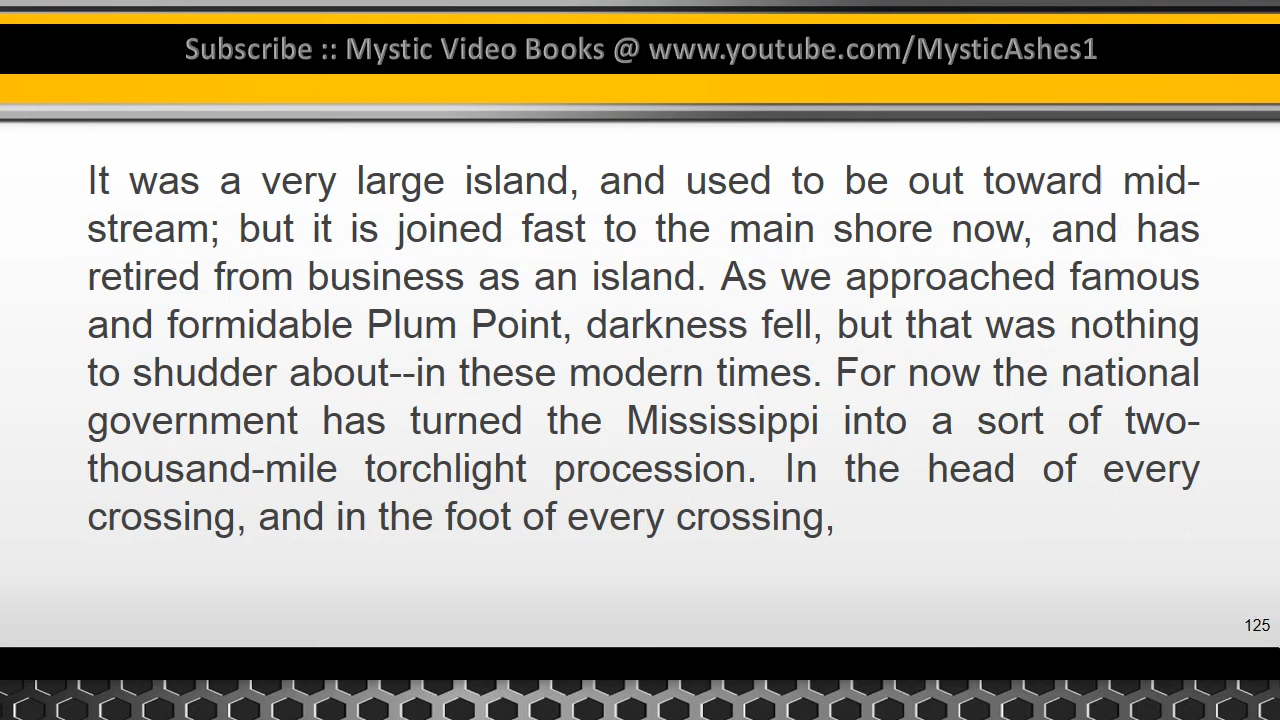 Subscribe :: Mystic Video Books @ www.youtube.com/MysticAshes1
It was a very large island, and used to be out toward mid-
stream; but it is joined fast to the main shore now, and has
retired from business as an island. As we approached famous
and formidable Plum Point, darkness fell, but that was nothing
to shudder about--in these modern times. For now the national
government has turned the Mississippi into a sort of two-
thousand-mile torchlight procession. In the head of every
crossing, and in the foot of every crossing,
125